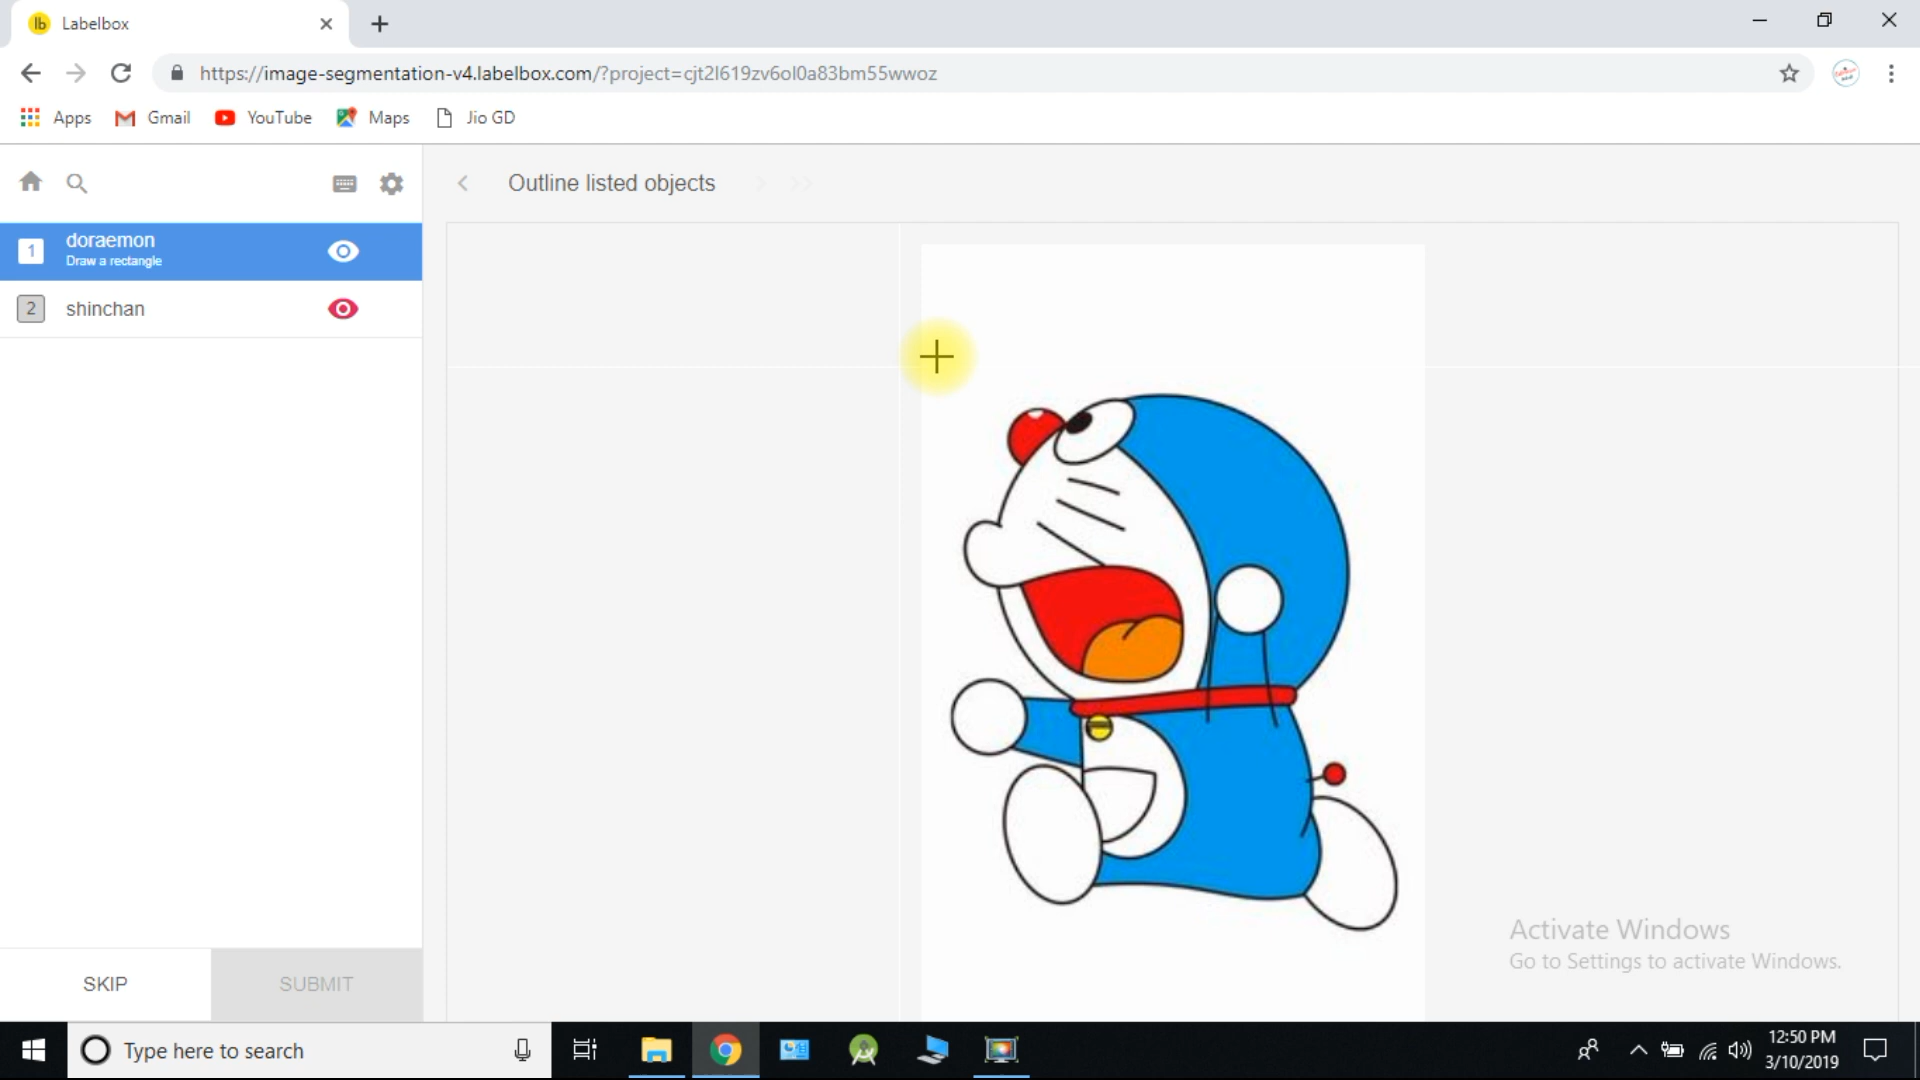 Labelbox
https://image-segmentation-v4.labelbox.com/?project=cjt2l619zv6ol0a83bm55wwoz
Apps Gmail YouTube Maps Jio GD
Outline listed objects
1 doraemon
Draw a rectangle
2 shinchan
Activate Windows
Go to Settings to activate Windows.
SKIP SUBMIT
Type here to search
12:50 PM
3/10/2019